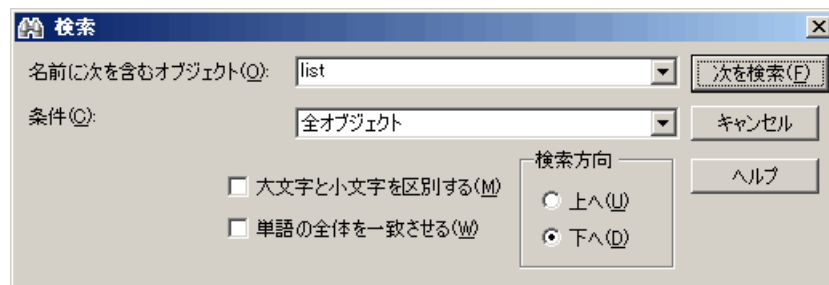 検索
名前に次を含むオブジェクト(O): list 次を検索(F)
条件(C): 全オブジェクト キャンセル
検索方向 ヘルプ
大文字と小文字を区別する(M) 上へ(U)
単語の全体を一致させる(W) 下へ(D)